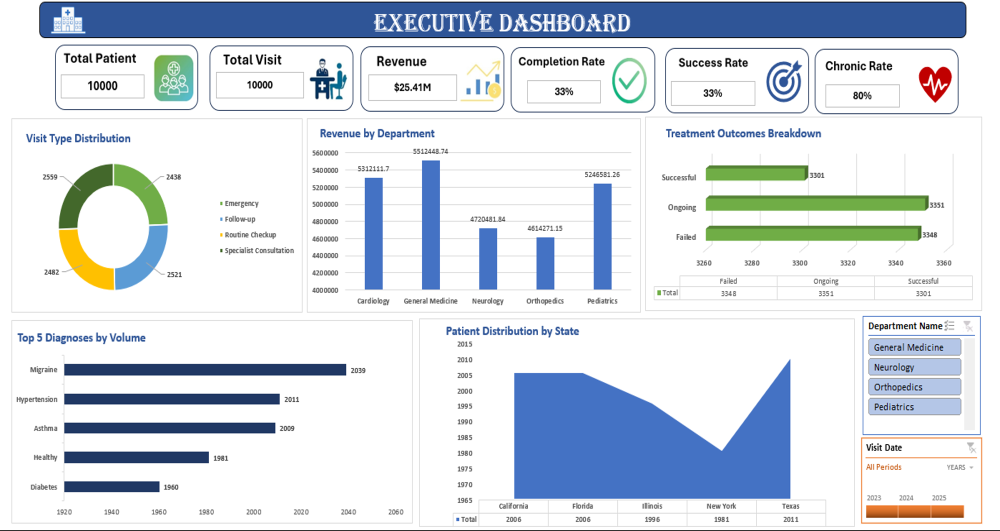 EXECUTIVE DASHBOARD
Total Patient
10000
Total Visit
10000
Revenue
$25.41M
$
Completion Rate
33%
Success Rate
33%
Chronic Rate
80%
Visit Type Distribution
2559
2438
2482
2521
Emergency
Follow-up
Routine Checkup
Specialist Consultation
Revenue by Department
5600000
5400000
5200000
5000000
4800000
4600000
4400000
4200000
4000000
5312111.7
5512448.74
4720481.84
4614271.15
5246581.26
Cardiology General Medicine Neurology Orthopedics Pediatrics
Treatment Outcomes Breakdown
Successful 3301
Ongoing 3351
Failed 3348
3260 3280 3300 3320 3340 3360
Failed Ongoing Successful
Total 3348 3351 3301
Top 5 Diagnoses by Volume
Migraine 2039
Hypertension 2011
Asthma 2009
Healthy 1981
Diabetes 1960
1920 1940 1960 1980 2000 2020 2040 2060
Patient Distribution by State
2015
2010
2005
2000
1995
1990
1985
1980
1975
1970
1965
California Florida Illinois New York Texas
Total 2006 2006 1996 1981 2011
Department Name
General Medicine
Neurology
Orthopedics
Pediatrics
Visit Date
All Periods YEARS
2023 2024 2025